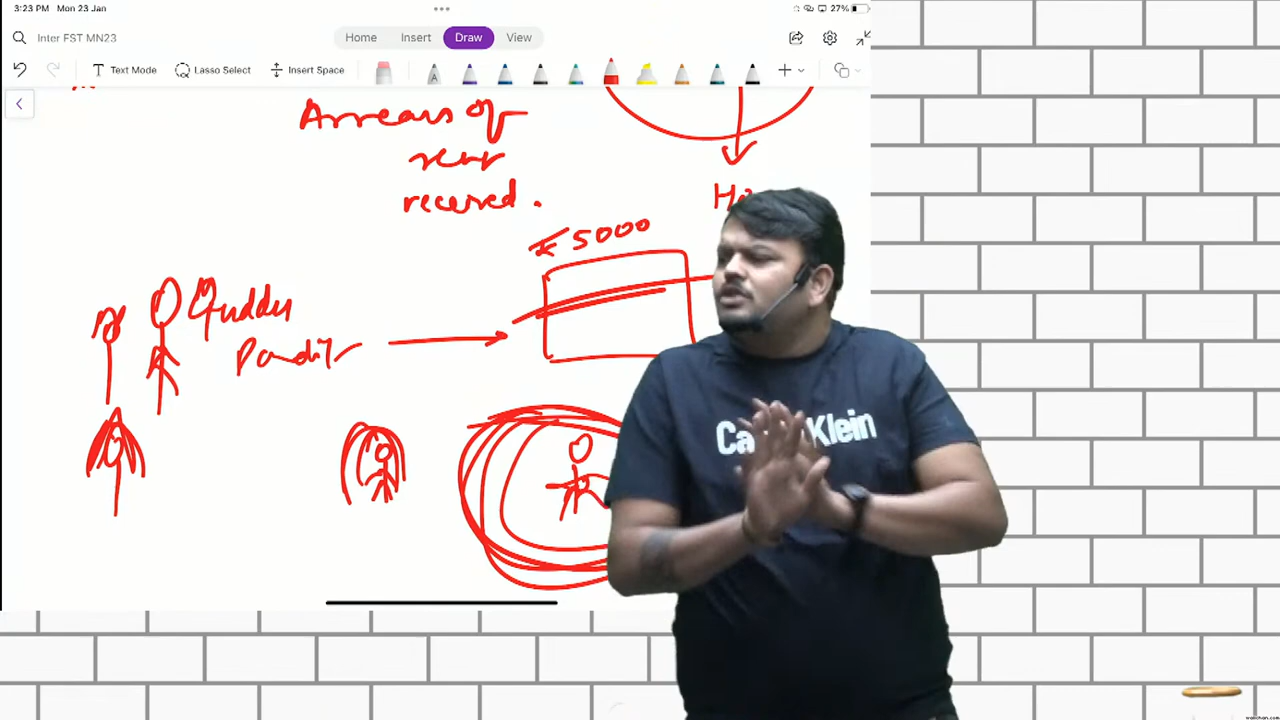 3:23 PM Mon 23 Jan
27%
Inter FST MN23
Home Insert Draw View
Text Mode
Lasso Select
Insert Space
A
Arrears of
rent
received.
₹5000
Guddu
Pandit
Klein